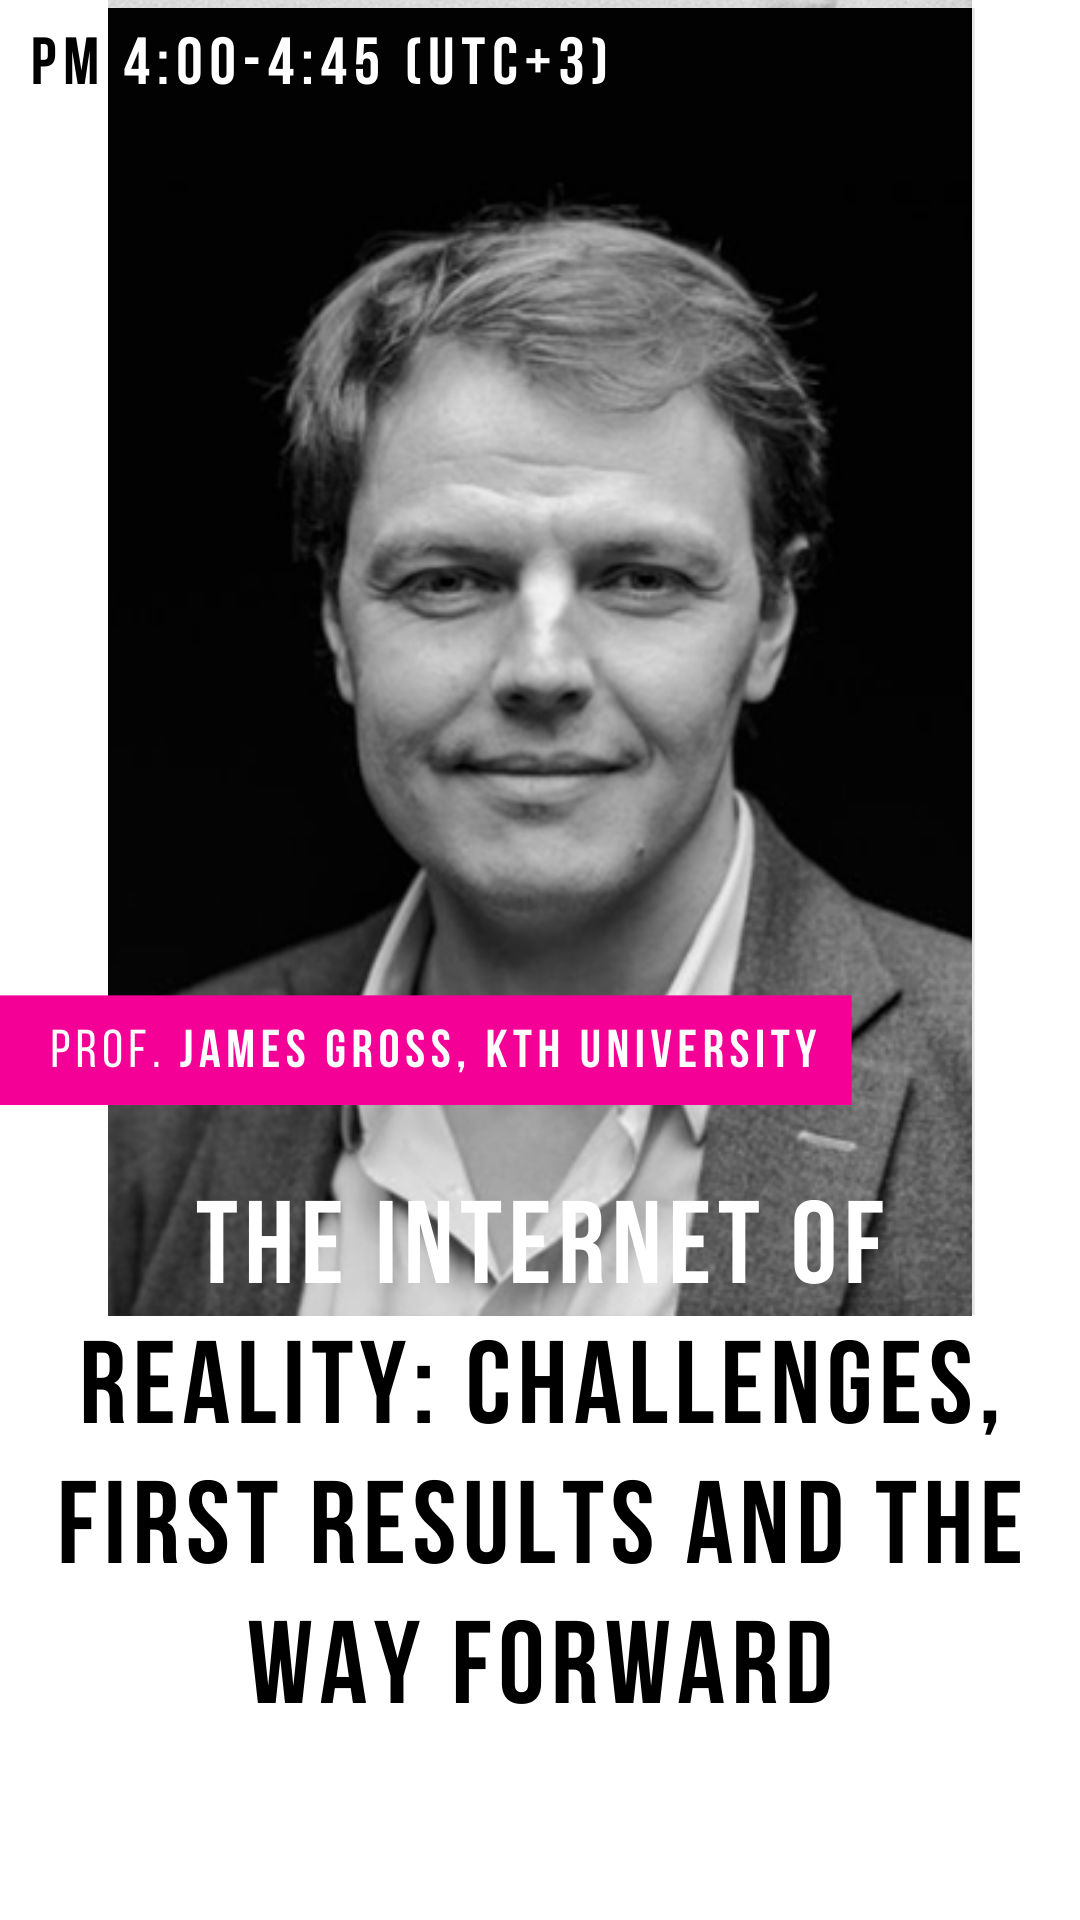 PM 4:00-4:45 (UTC+3)
PROF. JAMES GROSS, KTH UNIVERSITY
THE INTERNET OF
REALITY: CHALLENGES,
FIRST RESULTS AND THE
WAY FORWARD